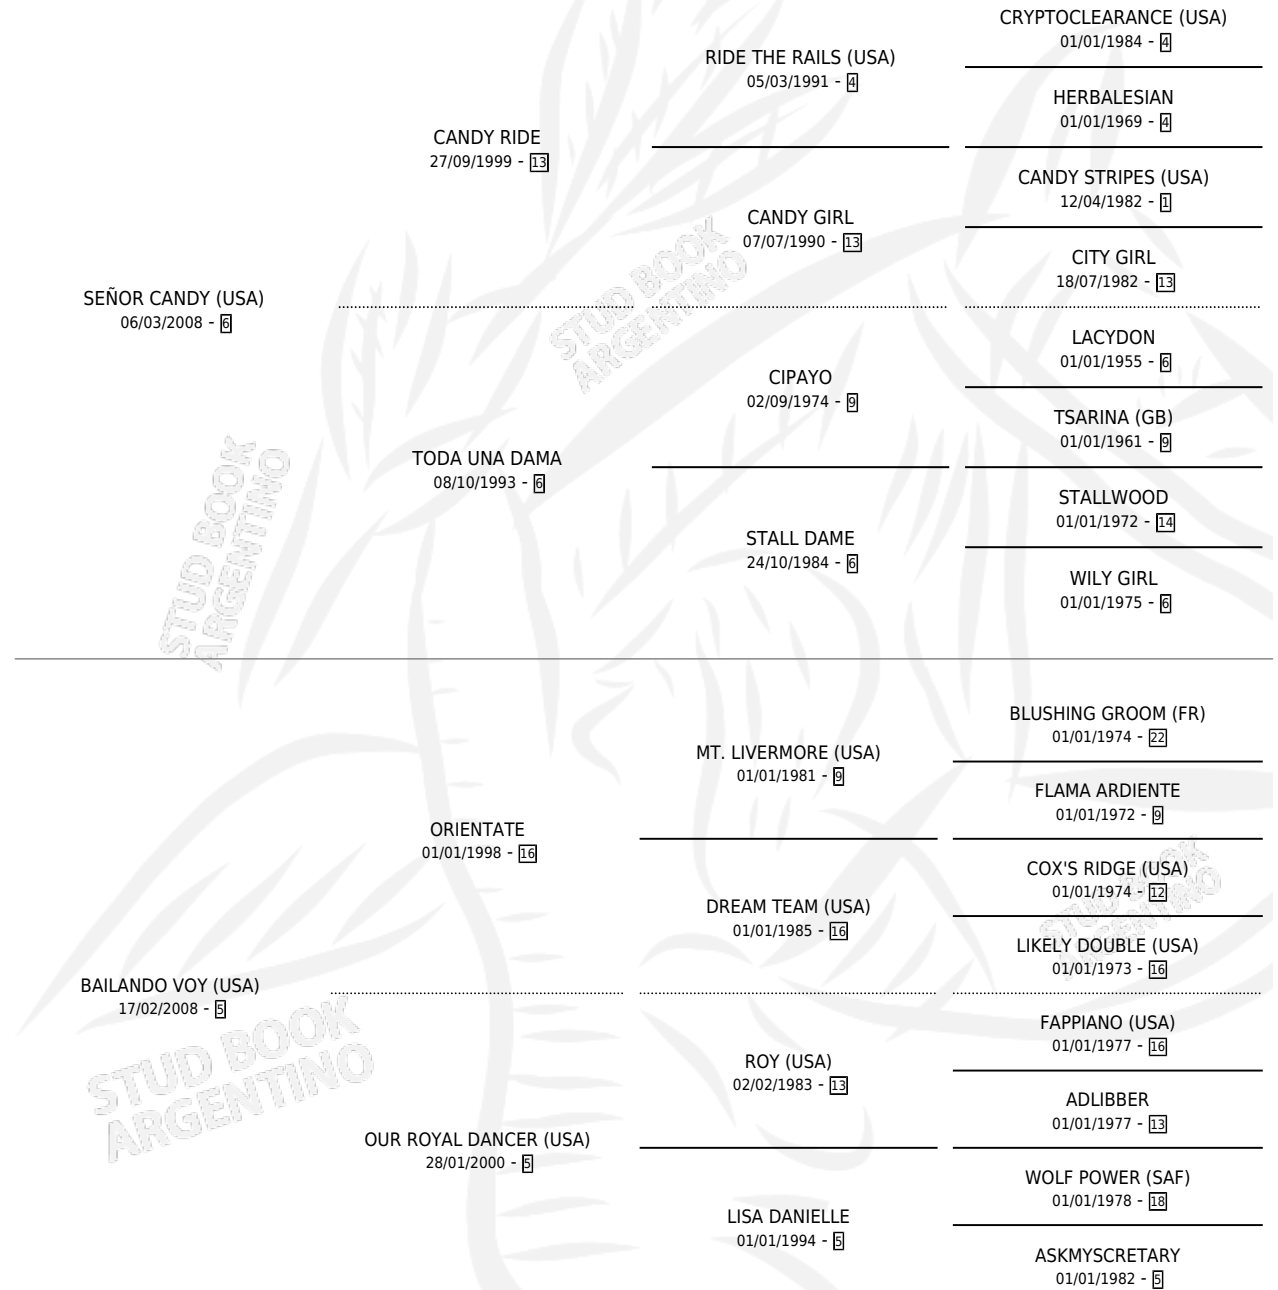 CRYPTOCLEARANCE (USA)
01/01/1984 - 4
RIDE THE RAILS (USA)
05/03/1991 - 4
HERBALESIAN
01/01/1969 - 4
CANDY RIDE
27/09/1999 - 13
CANDY STRIPES (USA)
12/04/1982 - 1
CANDY GIRL
07/07/1990 - 13
CITY GIRL
18/07/1982 - 13
SEÑOR CANDY (USA)
06/03/2008 - 6
LACYDON
01/01/1955 - 6
CIPAYO
02/09/1974 - 9
TSARINA (GB)
01/01/1961 - 9
TODA UNA DAMA
08/10/1993 - 6
STALLWOOD
01/01/1972 - 14
STALL DAME
24/10/1984 - 6
WILY GIRL
01/01/1975 - 6
STUD BOOK
ARGENTINO
STUD BOOK
ARGENTINO
BLUSHING GROOM (FR)
01/01/1974 - 22
MT. LIVERMORE (USA)
01/01/1981 - 9
FLAMA ARDIENTE
01/01/1972 - 9
ORIENTATE
01/01/1998 - 16
COX'S RIDGE (USA)
01/01/1974 - 12
DREAM TEAM (USA)
01/01/1985 - 16
LIKELY DOUBLE (USA)
01/01/1973 - 16
STUD BOOK
ARGENTINO
BAILANDO VOY (USA)
17/02/2008 - 5
FAPPIANO (USA)
01/01/1977 - 16
ROY (USA)
02/02/1983 - 13
ADLIBBER
01/01/1977 - 13
STUD BOOK
ARGENTINO
OUR ROYAL DANCER (USA)
28/01/2000 - 5
WOLF POWER (SAF)
01/01/1978 - 18
LISA DANIELLE
01/01/1994 - 5
ASKMYSCRETARY
01/01/1982 - 5